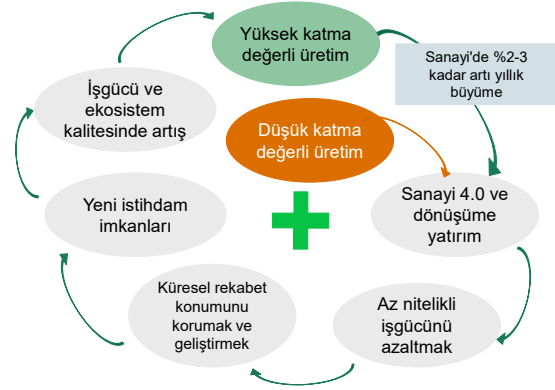 Yüksek katma
değerli üretim
Sanayi'de %2-3
kadar artı yıllık
büyüme
İşgücü ve
ekosistem
kalitesinde artış
Düşük katma
değerli üretim
Yeni istihdam
imkanları
Sanayi 4.0 ve
dönüşüme
yatırım
Küresel rekabet
konumunu
korumak ve
geliştirmek
Az nitelikli
işgücünü
azaltmak